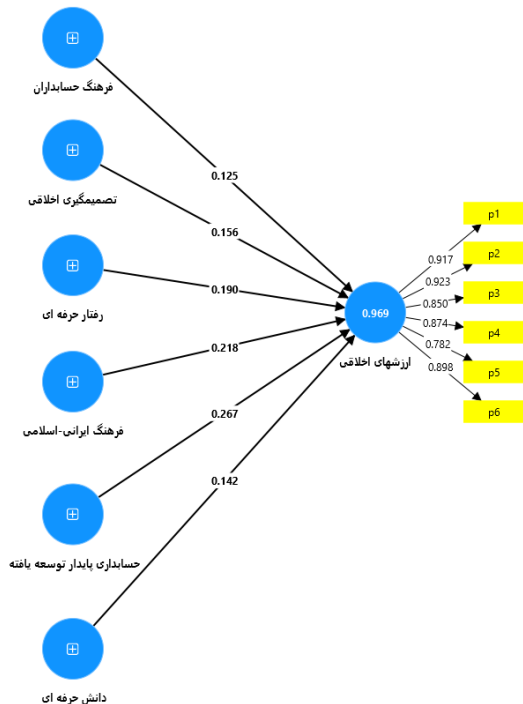 فرهنگ حسابداران
تصمیمگیری اخلاقی
رفتار حرفه ای
فرهنگ ایرانی-اسلامی
حسابداری پایدار توسعه یافته
دانش حرفه ای
0.125
0.156
0.190
0.218
0.267
0.142
0.969
ارزشهای اخلاقی
0.917
0.923
0.850
0.874
0.782
0.898
p1
p2
p3
p4
p5
p6